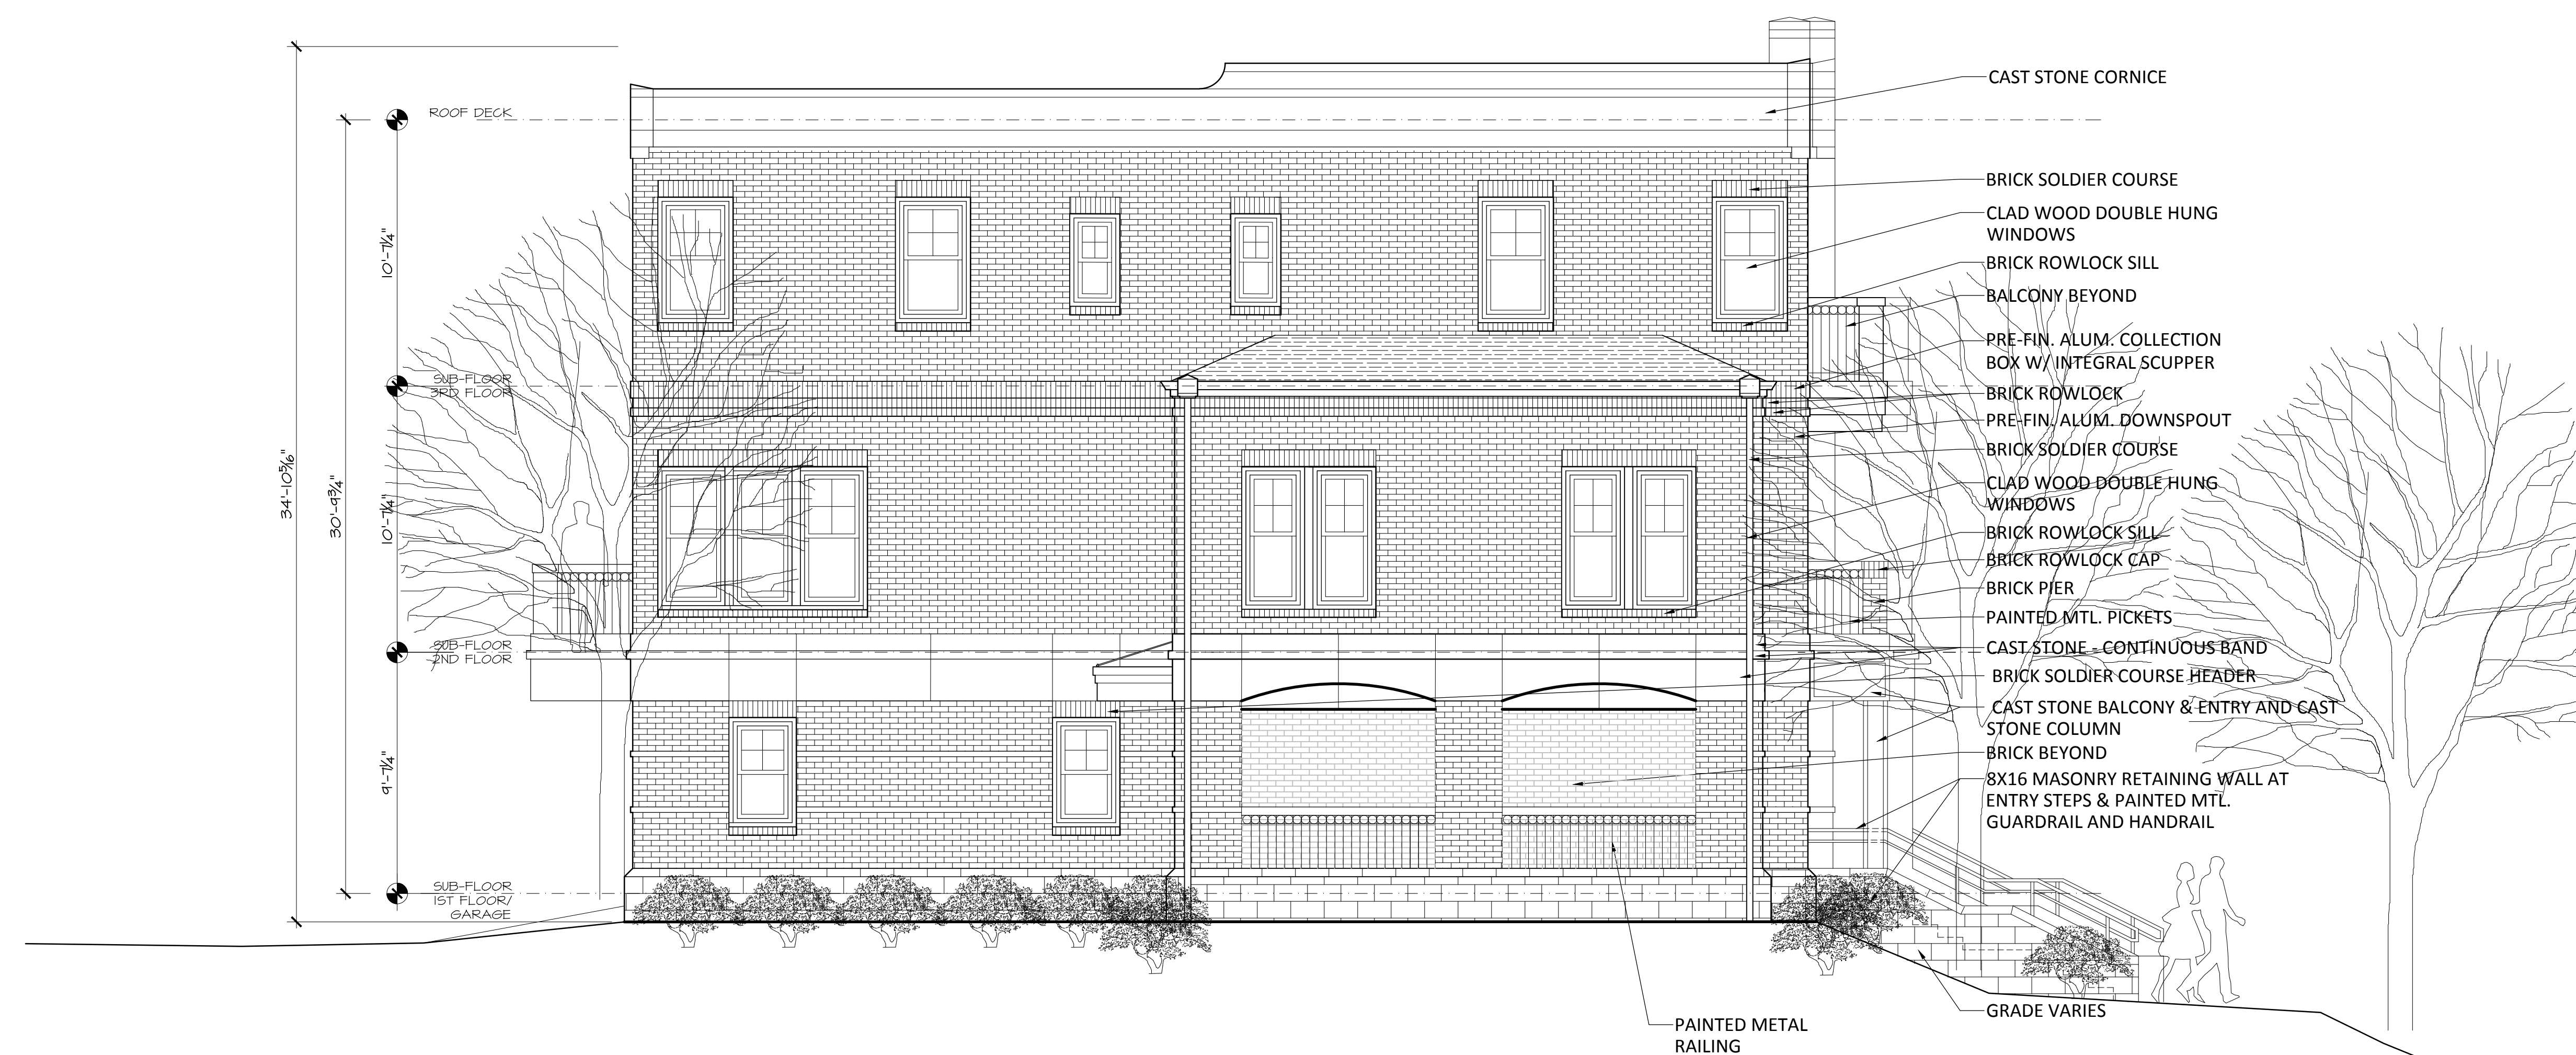 CAST STONE CORNICE
ROOF DECK
BRICK SOLDIER COURSE
CLAD WOOD DOUBLE HUNG
WINDOWS
10'-7¼"
BRICK ROWLOCK SILL
BALCONY BEYOND
PRE-FIN. ALUM. COLLECTION
BOX W/ INTEGRAL SCUPPER
SUB-FLOOR
3RD FLOOR
BRICK ROWLOCK
PRE-FIN. ALUM. DOWNSPOUT
BRICK SOLDIER COURSE
34'-10⁵⁄₆"
30'-9¾"
10'-7¼"
CLAD WOOD DOUBLE HUNG
WINDOWS
BRICK ROWLOCK SILL
BRICK ROWLOCK CAP
BRICK PIER
PAINTED MTL. PICKETS
SUB-FLOOR
2ND FLOOR
CAST STONE - CONTINUOUS BAND
BRICK SOLDIER COURSE HEADER
CAST STONE BALCONY & ENTRY AND CAST
STONE COLUMN
BRICK BEYOND
9'-7¼"
8X16 MASONRY RETAINING WALL AT
ENTRY STEPS & PAINTED MTL.
GUARDRAIL AND HANDRAIL
SUB-FLOOR
1ST FLOOR/
GARAGE
GRADE VARIES
PAINTED METAL
RAILING